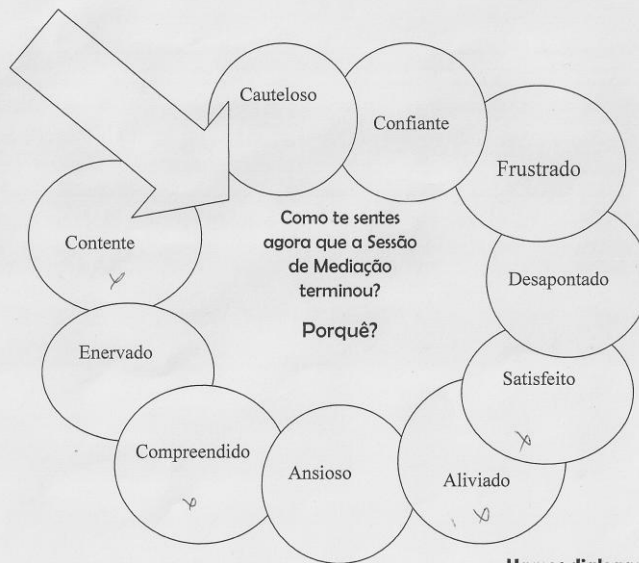 Cauteloso
Confiante
Frustrado
Desapontado
Satisfeito
Aliviado
Ansioso
Compreendido
Enervado
Contente
Como te sentes
agora que a Sessão
de Mediação
terminou?
Porquê?